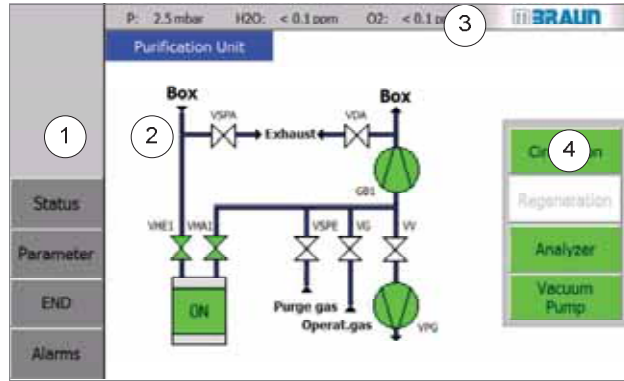 P: 2.5 mbar H2O: < 0.1 ppm O2: < 0.1
3
MBRAUN
Purification Unit
Box
Box
VSPA
VDA
Exhaust
1
2
4
GB1
Status
Regeneration
VHE1 VHA1 VSPE VG VV
Parameter
Analyzer
END
ON
Purge gas
Vacuum
Pump
Operat.gas
VPG
Alarms